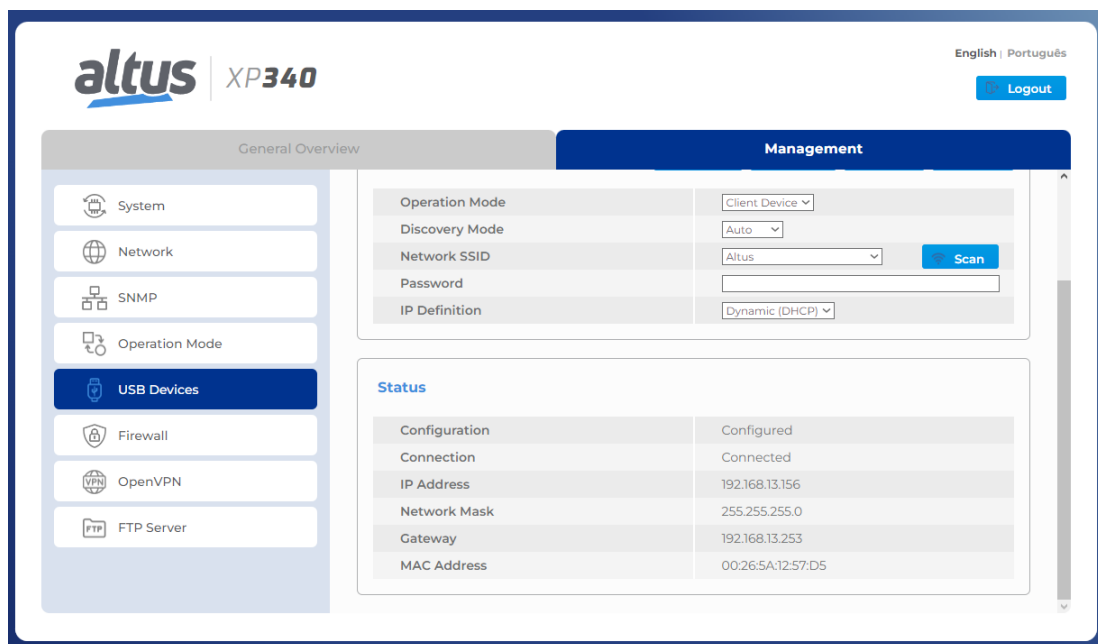 English | Português
altus XP340
Logout
General Overview Management
System
Network
SNMP
Operation Mode
USB Devices
Firewall
VPN OpenVPN
FTP FTP Server
Operation Mode Client Device
Discovery Mode Auto
Network SSID Altus Scan
Password
IP Definition Dynamic (DHCP)
Status
Configuration Configured
Connection Connected
IP Address 192.168.13.156
Network Mask 255.255.255.0
Gateway 192.168.13.253
MAC Address 00:26:5A:12:57:D5